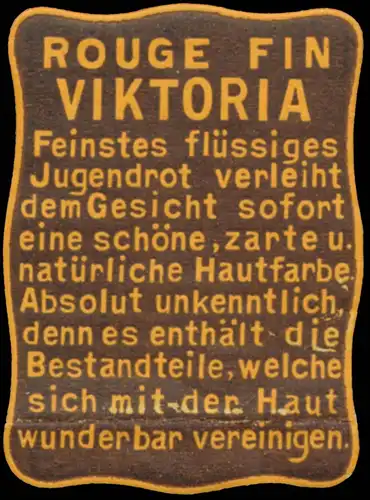 ROUGE FIN
VIKTORIA
Feinstes flüssiges
Jugendrot verleiht
dem Gesicht sofort
eine schöne, zarte u.
natürliche Hautfarbe.
Absolut unkenntlich,
denn es enthält die
Bestandteile, welche
sich mit der Haut
wunderbar vereinigen.